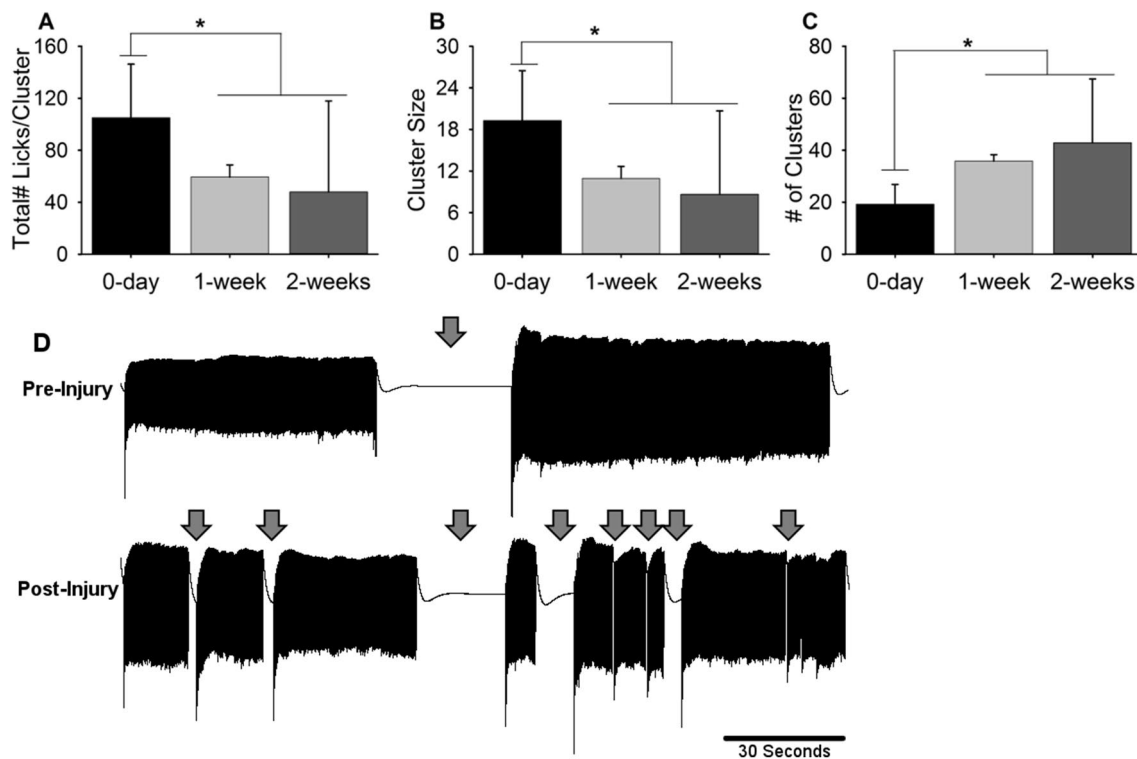 A
*
160
120
80
40
0
Total# Licks/Cluster
0-day
1-week
2-weeks
B
*
30
24
18
12
6
0
Cluster Size
0-day
1-week
2-weeks
C
*
80
60
40
20
0
# of Clusters
0-day
1-week
2-weeks
D
Pre-Injury
Post-Injury
30 Seconds